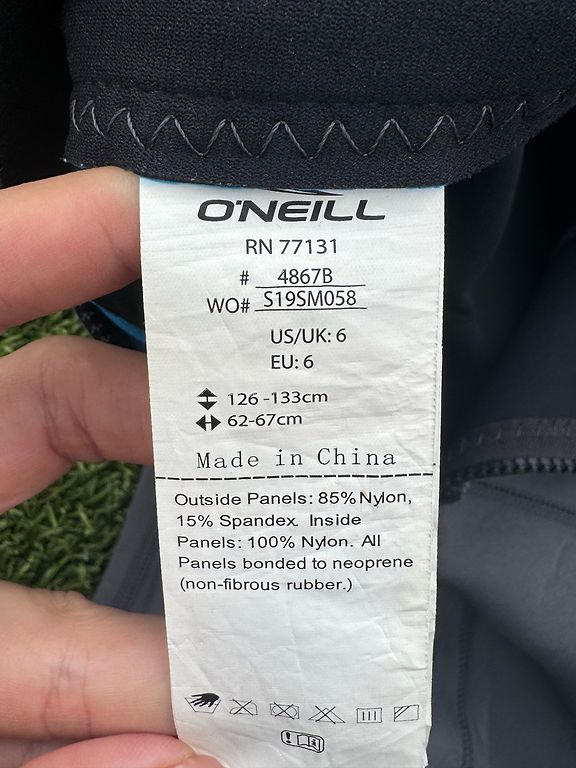 O'NEILL
RN 77131
# 4867B
WO# S19SM058
US/UK: 6
EU: 6
126 -133cm
62-67cm
Made in China
Outside Panels: 85% Nylon,
15% Spandex. Inside
Panels: 100% Nylon. All
Panels bonded to neoprene
(non-fibrous rubber.)